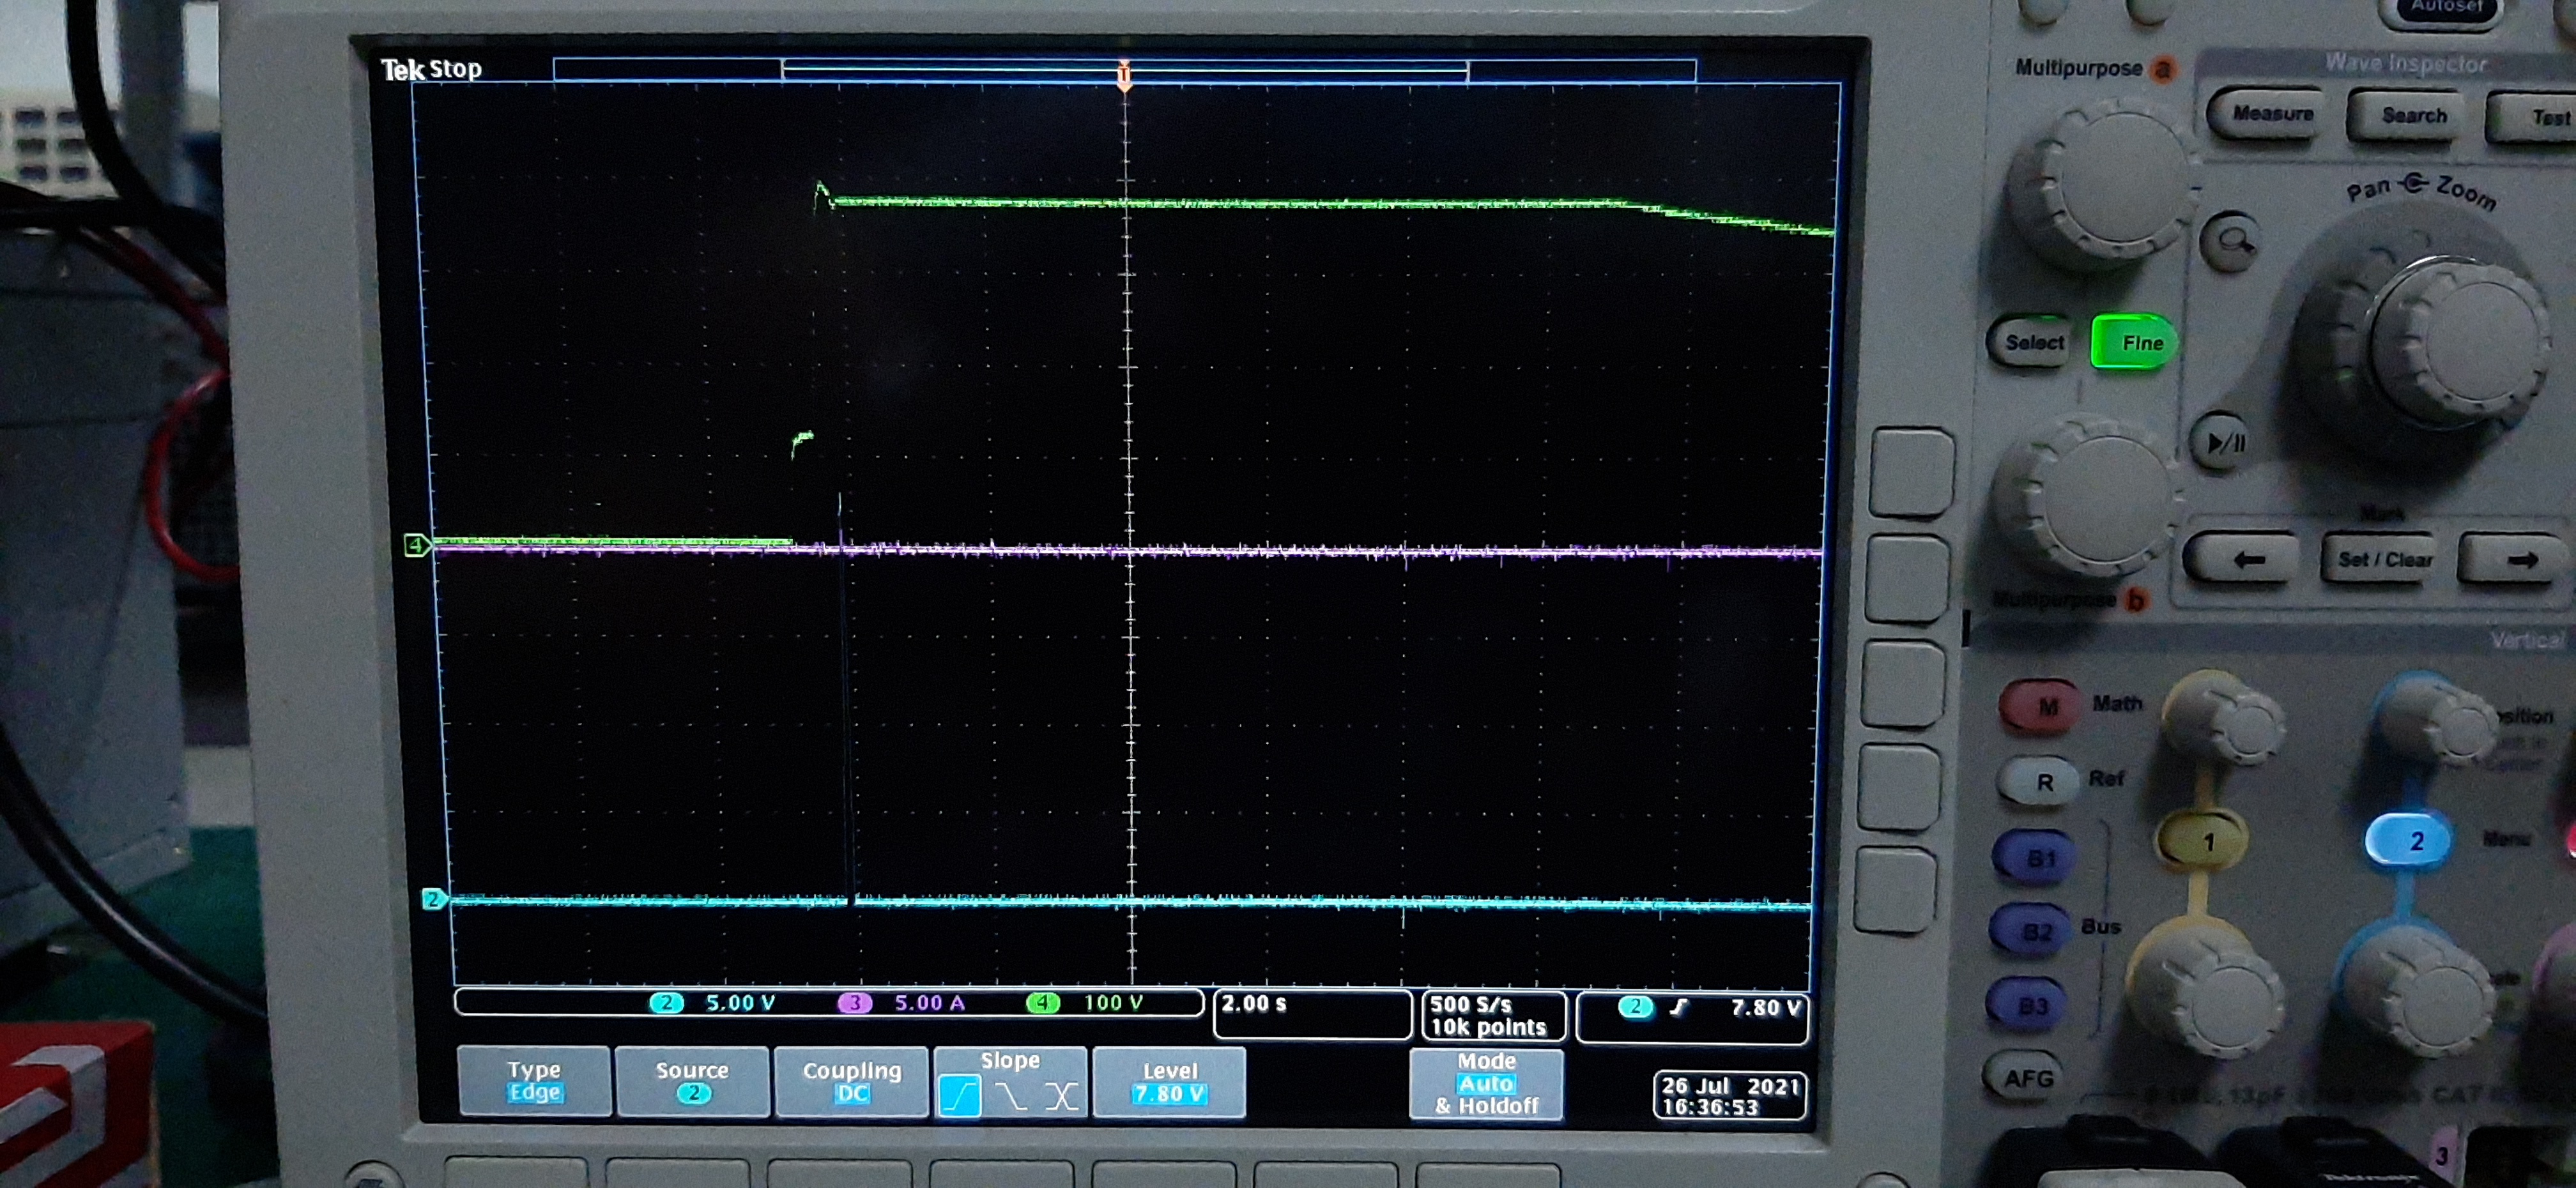 Autoset
Tek Stop
T
Multipurpose a
Wave Inspector
Measure
Search
Test
Pan
Zoom
Select
Fine
4
Mark
Set / Clear
Multipurpose b
Vertical
M
Math
R
Ref
1
2
Menu
B1
B2
Bus
B3
AFG
2
2 5.00 V 3 5.00 A 4 100 V
2.00 s
500 S/s
10k points
2 7.80 V
Type
Edge
Source
2
Coupling
DC
Slope
Level
7.80 V
Mode
Auto
& Holdoff
26 Jul 2021
16:36:53
3
Tektronix